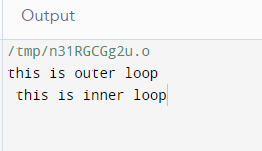 Output
/tmp/n31RGCGg2u.o
this is outer loop
this is inner loop